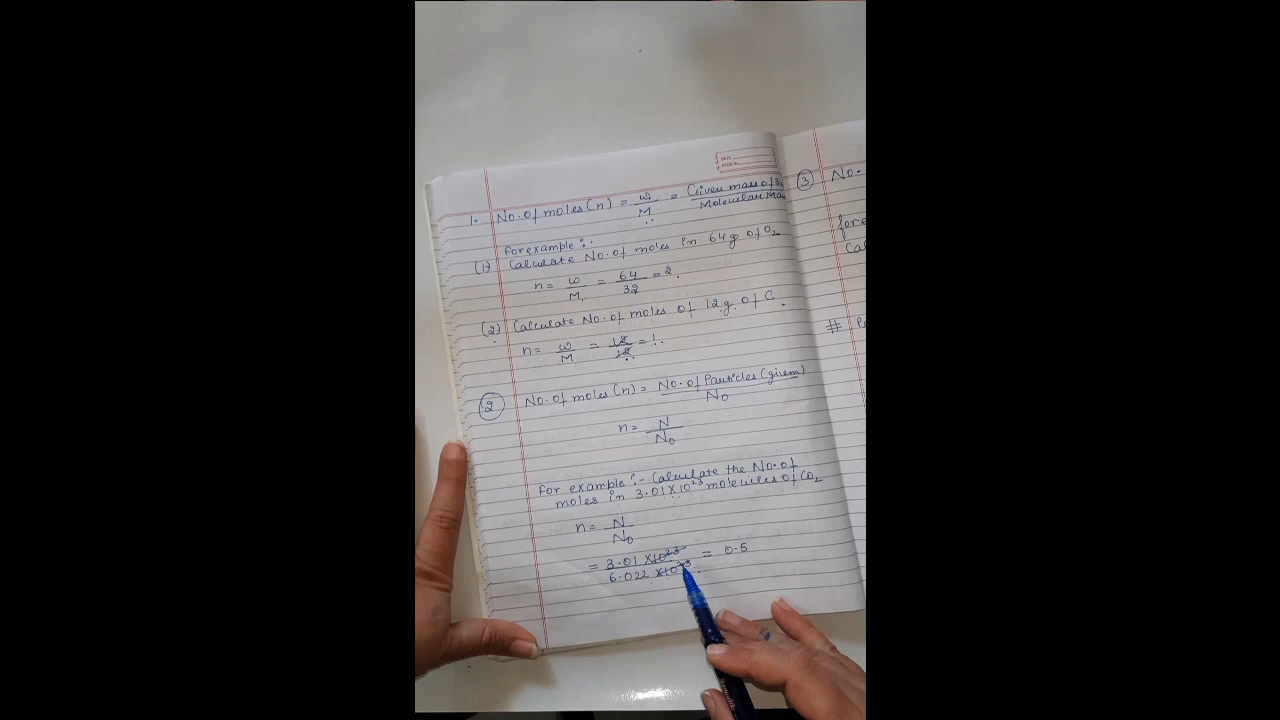 DATE
PAGE No.
1. No. of moles (n) = w/M = Given mass of / Molecular
For example :-
(1) Calculate No. of moles in 64 g of O2
n = w/M = 64/32 = 2.
(2) Calculate No. of moles of 12 g of C.
n = w/M = 12/12 = 1.
2 No. of moles (n) = No. of Particles (given) / N0
n = N/N0
For example :- Calculate the No. of
moles in 3.01 X 10^23 molecules of CO2
n = N/N0
= 3.01 X 10^23 / 6.022 X 10^23 = 0.5
3 No.
#